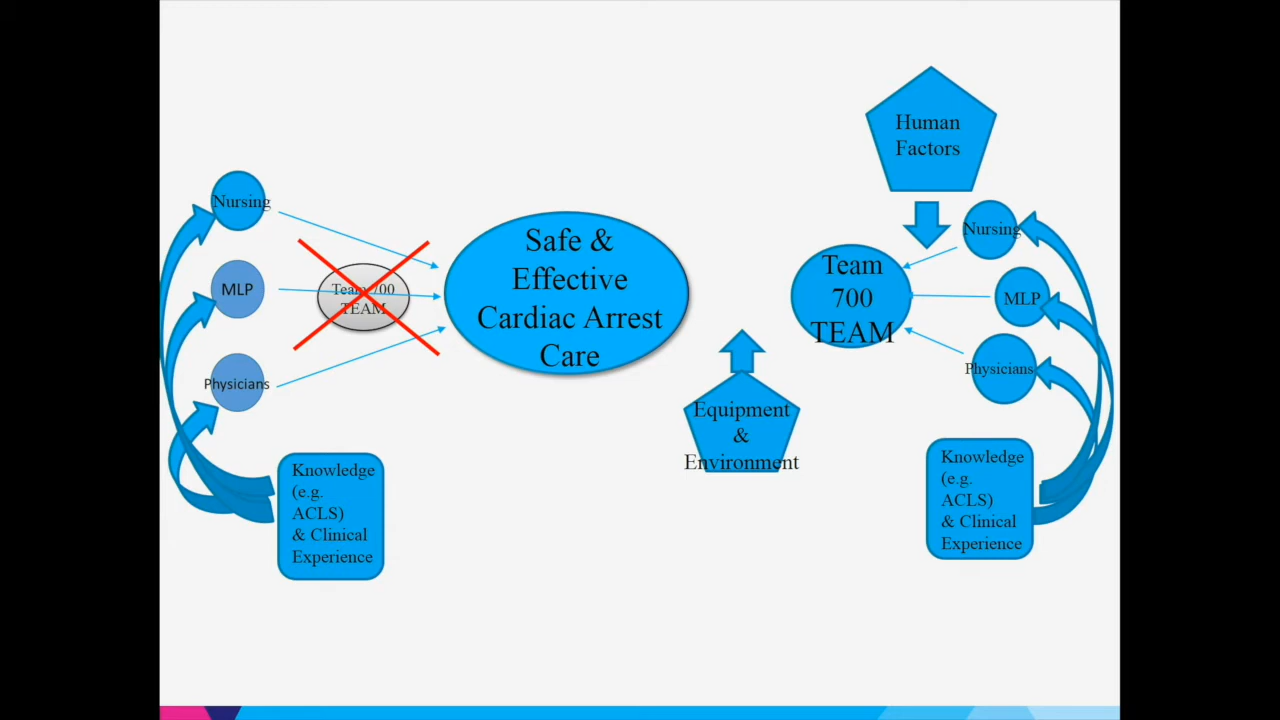 Human
Factors
Nursing
MLP
Physicians
Team 700
TEAM
Safe &
Effective
Cardiac Arrest
Care
Knowledge
(e.g.
ACLS)
& Clinical
Experience
Equipment
&
Environment
Team
700
TEAM
Nursing
MLP
Physicians
Knowledge
(e.g.
ACLS)
& Clinical
Experience